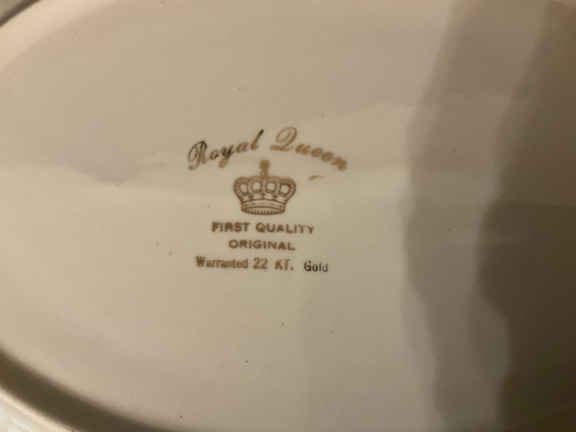 Royal Queen
FIRST QUALITY
ORIGINAL
Warranted 22 KT. Gold